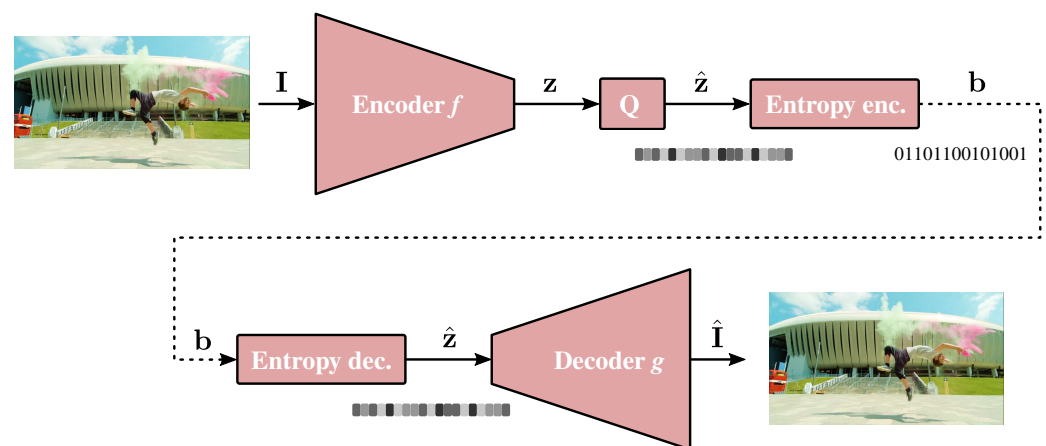 I
Encoder f
z
Q
ẑ
Entropy enc.
b
01101100101001
b
Entropy dec.
ẑ
Decoder g
Î